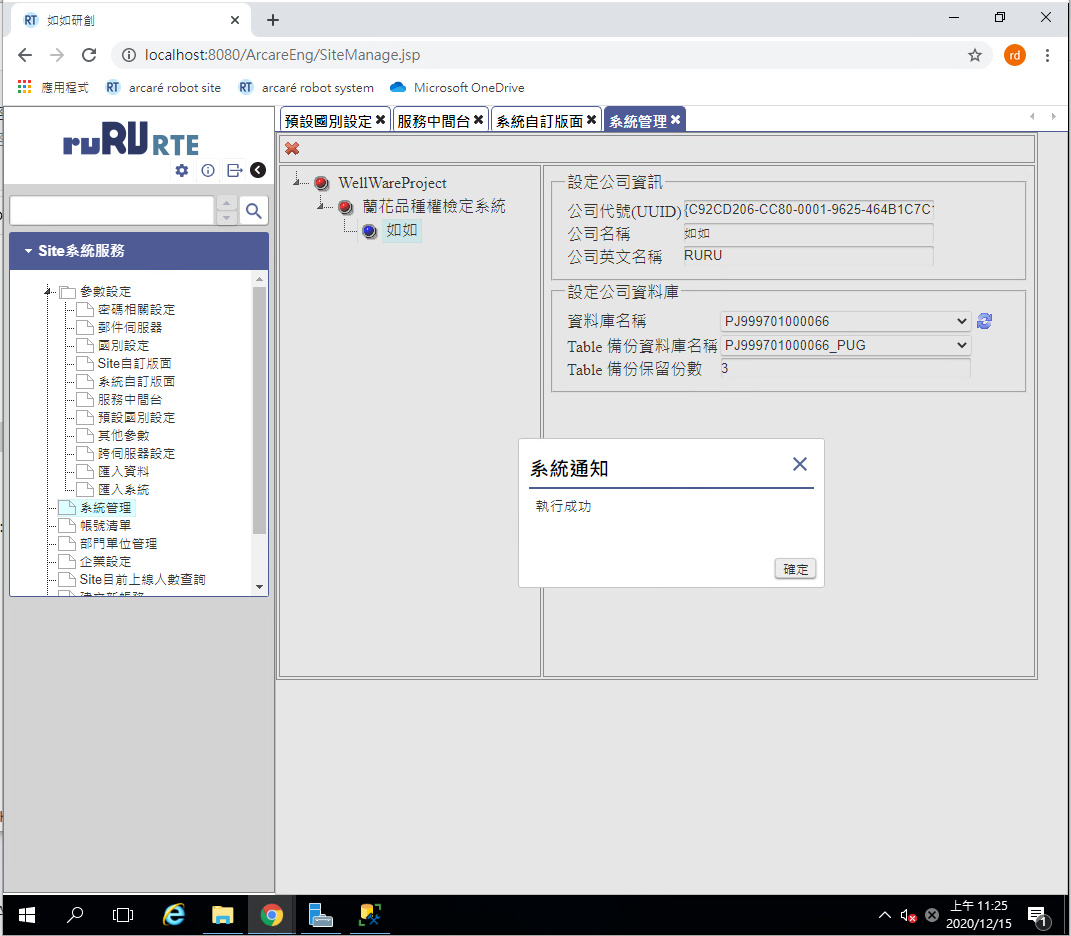 RT 如如研創
localhost:8080/ArcareEng/SiteManage.jsp
rd
應用程式 RT arcaré robot site RT arcaré robot system Microsoft OneDrive
ruRU RTE
預設國別設定 服務中間台 系統自訂版面 系統管理
Site系統服務
參數設定
密碼相關設定
郵件伺服器
國別設定
Site自訂版面
系統自訂版面
服務中間台
預設國別設定
其他參數
跨伺服器設定
匯入資料
匯入系統
系統管理
帳號清單
部門單位管理
企業設定
Site目前上線人數查詢
WellWareProject
蘭花品種權檢定系統
如如
設定公司資訊
公司代號(UUID) {C92CD206-CC80-0001-9625-464B1C7C
公司名稱 如如
公司英文名稱 RURU
設定公司資料庫
資料庫名稱 PJ999701000066
Table 備份資料庫名稱 PJ999701000066_PUG
Table 備份保留份數 3
系統通知
執行成功
確定
上午 11:25
2020/12/15
1